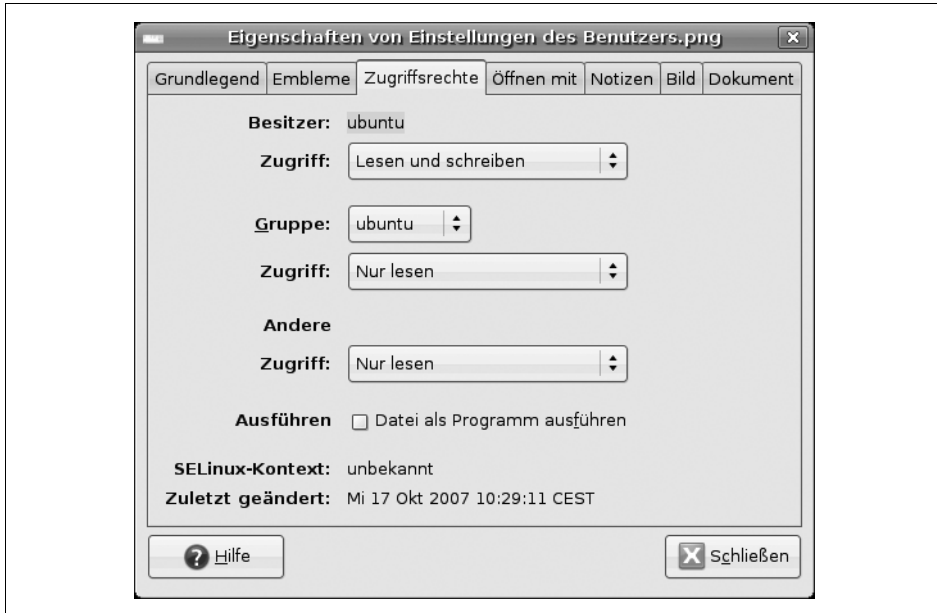 Eigenschaften von Einstellungen des Benutzers.png
Grundlegend Embleme Zugriffsrechte Öffnen mit Notizen Bild Dokument
Besitzer: ubuntu
Zugriff: Lesen und schreiben
Gruppe: ubuntu
Zugriff: Nur lesen
Andere
Zugriff: Nur lesen
Ausführen Datei als Programm ausführen
SELinux-Kontext: unbekannt
Zuletzt geändert: Mi 17 Okt 2007 10:29:11 CEST
Hilfe Schließen